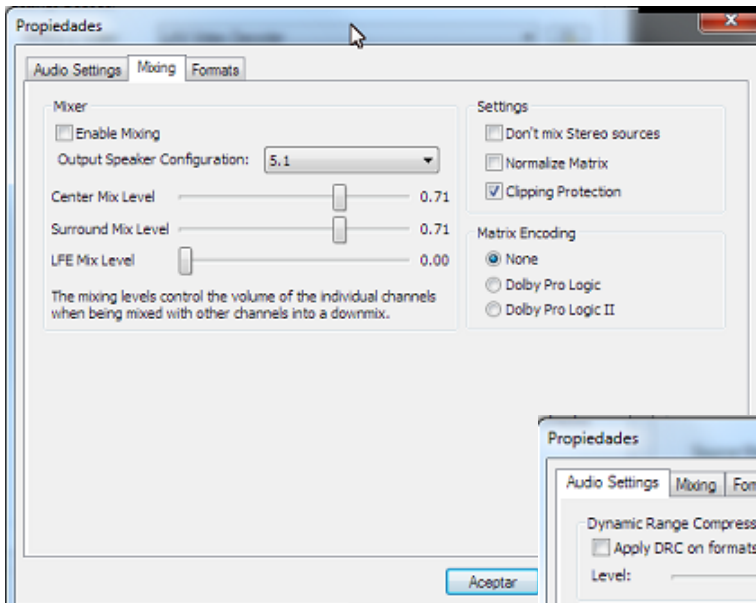 Propiedades
Audio Settings Mixing Formats
Mixer
Enable Mixing
Output Speaker Configuration: 5.1
Center Mix Level 0.71
Surround Mix Level 0.71
LFE Mix Level 0.00
The mixing levels control the volume of the individual channels
when being mixed with other channels into a downmix.
Settings
Don't mix Stereo sources
Normalize Matrix
Clipping Protection
Matrix Encoding
None
Dolby Pro Logic
Dolby Pro Logic II
Aceptar
Propiedades
Audio Settings Mixing Fon
Dynamic Range Compress
Apply DRC on formats
Level: